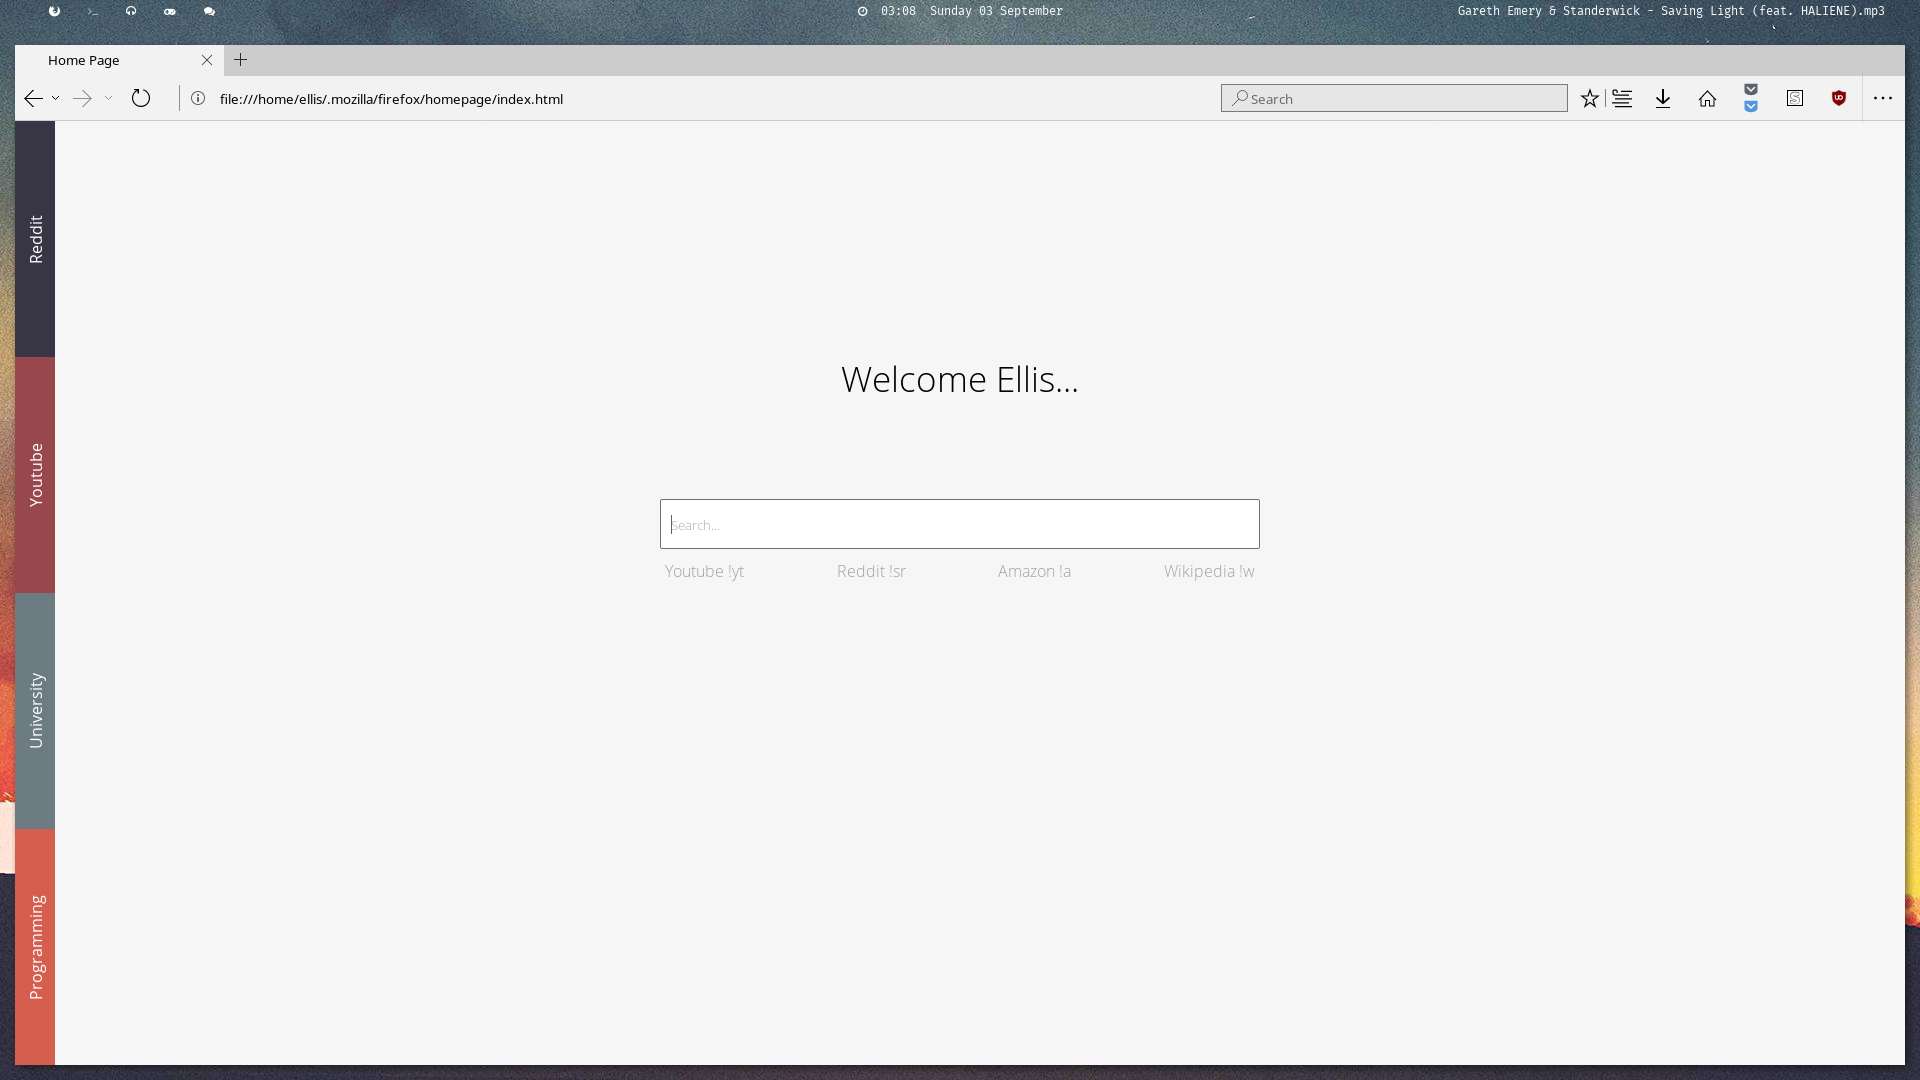 03:08 Sunday 03 September
Gareth Emery & Standerwick - Saving Light (feat. HALIENE).mp3
Home Page
file:///home/ellis/.mozilla/firefox/homepage/index.html
Search
Reddit
Youtube
University
Programming
Welcome Ellis...
Search...
Youtube !yt
Reddit !sr
Amazon !a
Wikipedia !w